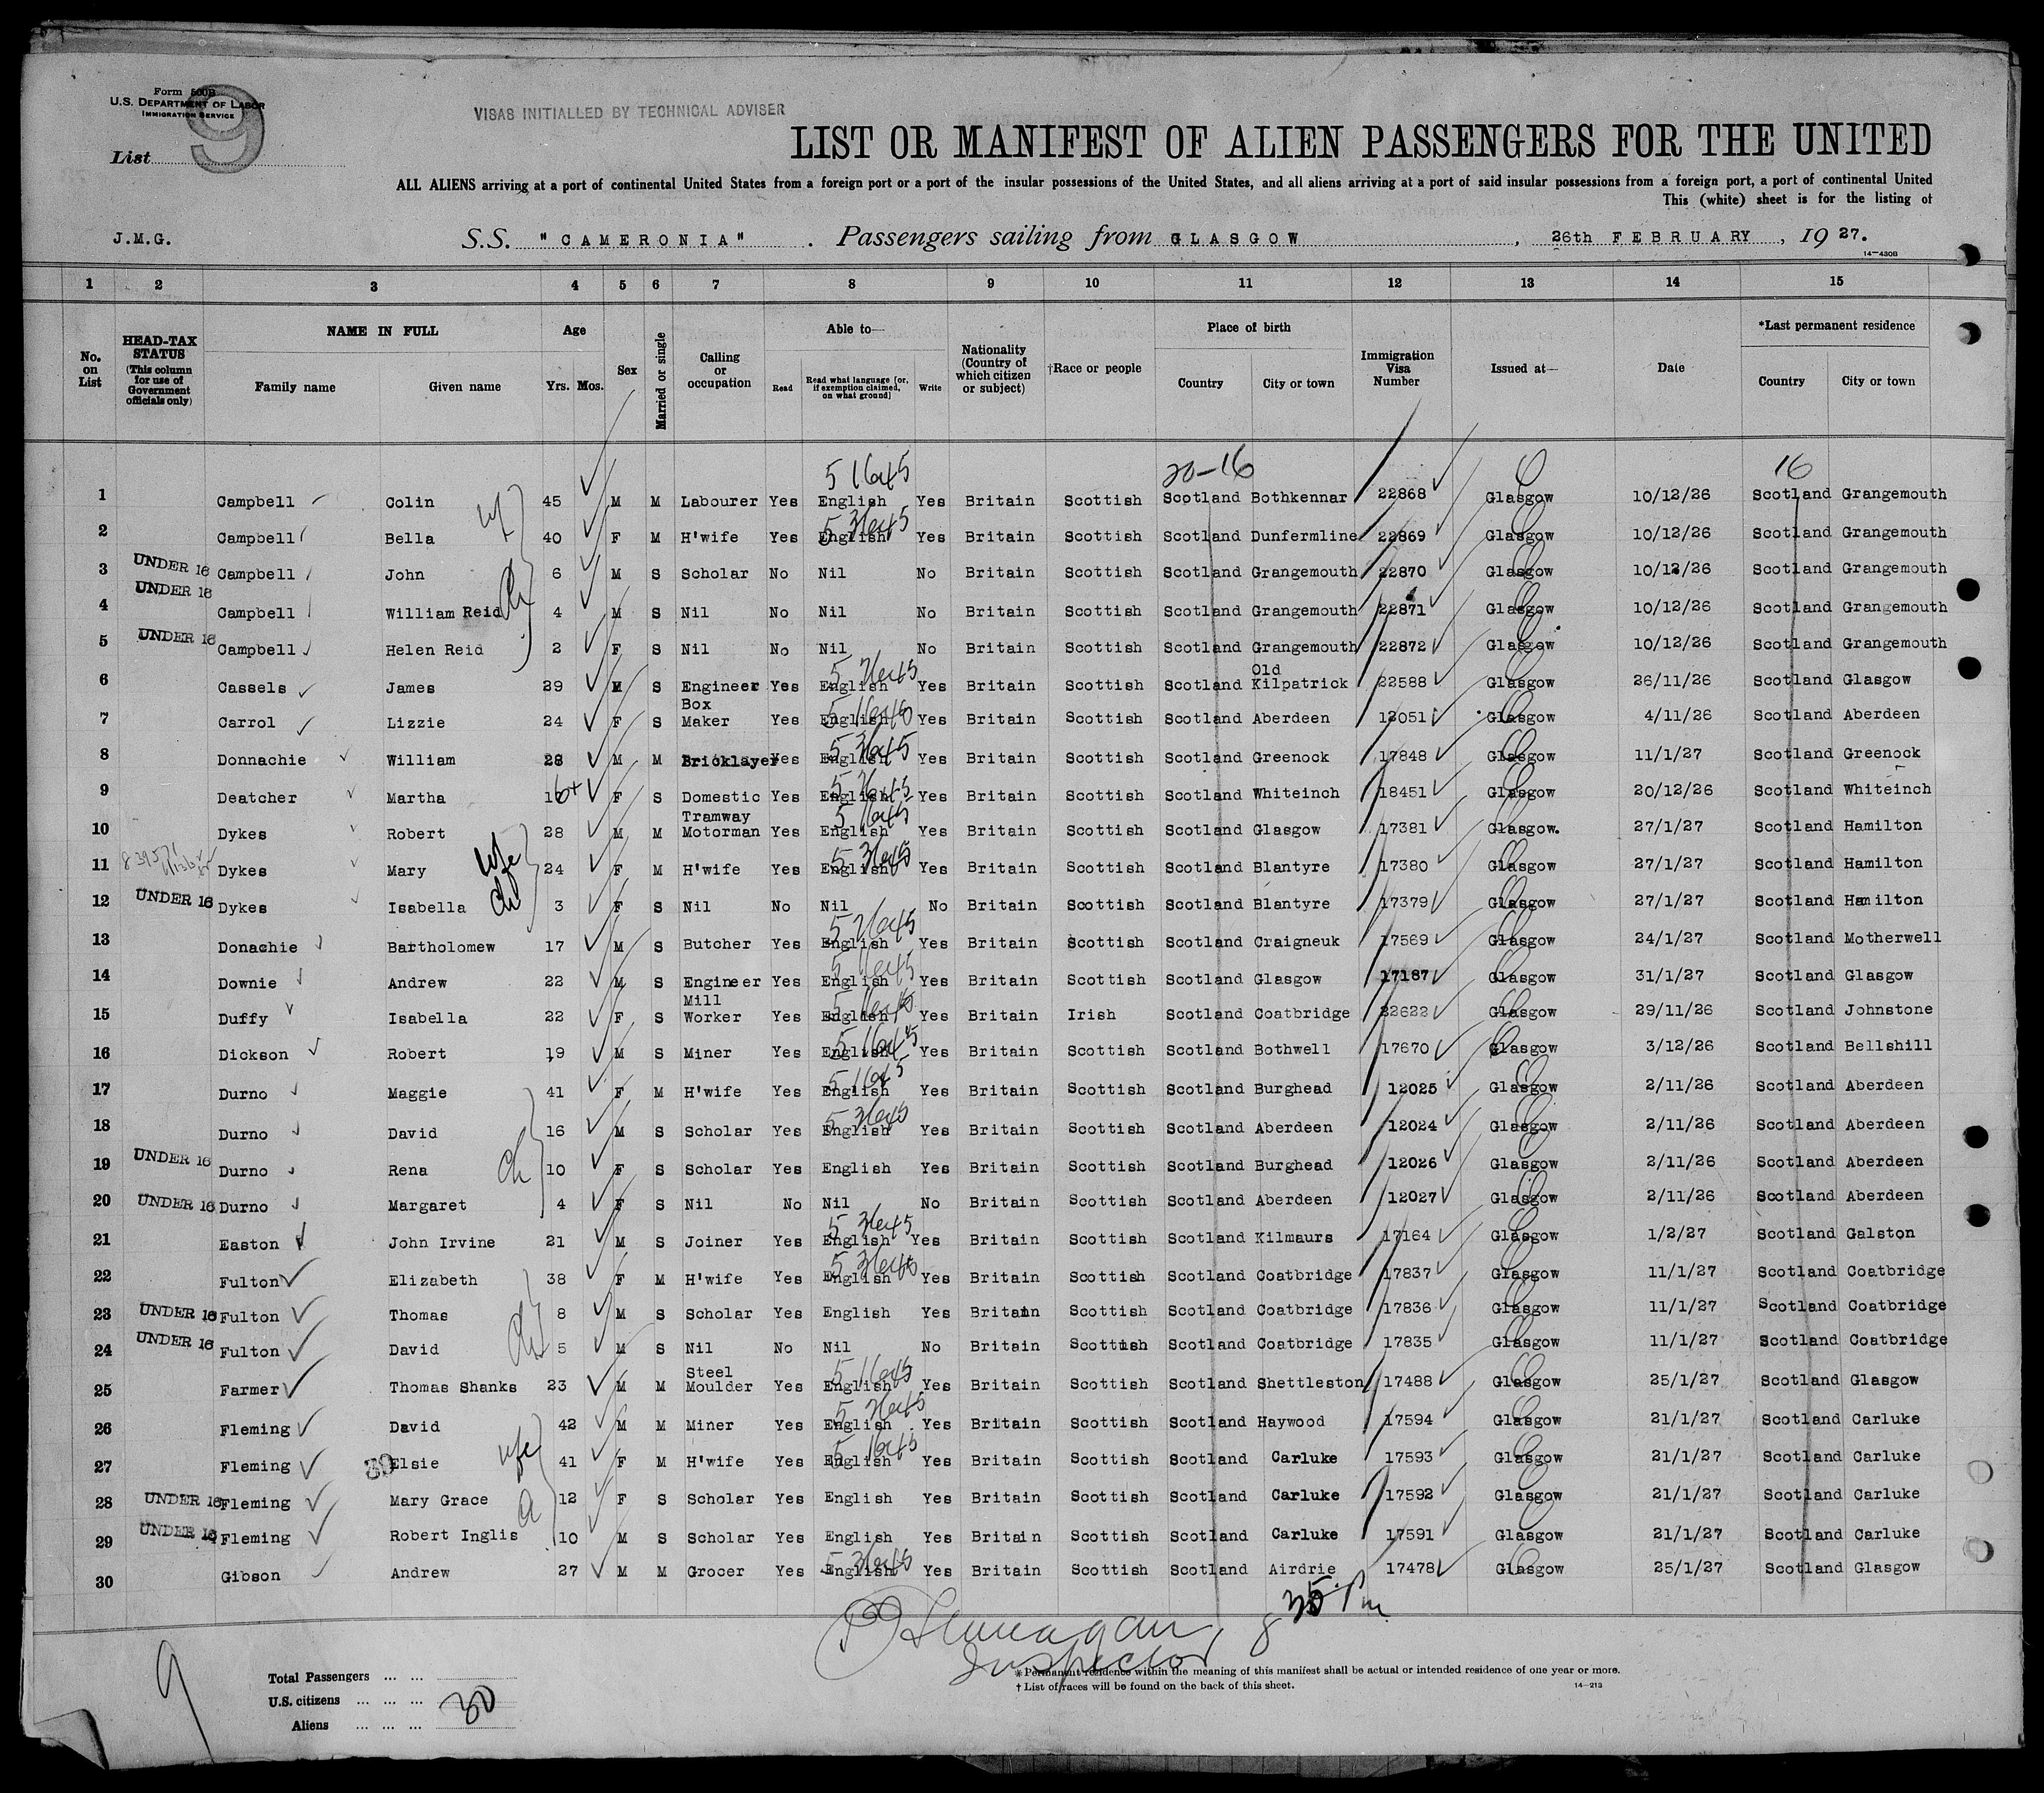 Form 500B
U.S. DEPARTMENT OF LABOR
IMMIGRATION SERVICE
9
List
VISAS INITIALLED BY TECHNICAL ADVISER
LIST OR MANIFEST OF ALIEN PASSENGERS FOR THE UNITED
ALL ALIENS arriving at a port of continental United States from a foreign port or a port of the insular possessions of the United States, and all aliens arriving at a port of said insular possessions from a foreign port, a port of continental United
This (white) sheet is for the listing of
J.M.G. S.S. "CAMERONIA". Passengers sailing from GLASGOW, 26th FEBRUARY, 1927.
14—430B
1 2 3 4 5 6 7 8 9 10 11 12 13 14 15
No. on List
HEAD-TAX STATUS (This column for use of Government officials only)
NAME IN FULL
Family name Given name
Age
Yrs. Mos.
Sex
Married or single
Calling or occupation
Able to—
Read Read what language [or, if exemption claimed, on what ground] Write
Nationality (Country of which citizen or subject)
†Race or people
Place of birth
Country City or town
Immigration Visa Number
Issued at—
Date
*Last permanent residence
Country City or town
20-16 16
1 Campbell Colin 45 M M Labourer Yes English Yes Britain Scottish Scotland Bothkennar 22868 Glasgow 10/12/26 Scotland Grangemouth
2 Campbell Bella 40 F M H'wife Yes English Yes Britain Scottish Scotland Dunfermline 22869 Glasgow 10/12/26 Scotland Grangemouth
3 UNDER 16 Campbell John 6 M S Scholar No Nil No Britain Scottish Scotland Grangemouth 22870 Glasgow 10/12/26 Scotland Grangemouth
4 UNDER 16 Campbell William Reid 4 M S Nil No Nil No Britain Scottish Scotland Grangemouth 22871 Glasgow 10/12/26 Scotland Grangemouth
5 UNDER 16 Campbell Helen Reid 2 F S Nil No Nil No Britain Scottish Scotland Grangemouth 22872 Glasgow 10/12/26 Scotland Grangemouth
6 Cassels James 29 M S Engineer Yes English Yes Britain Scottish Scotland Old Kilpatrick 22588 Glasgow 26/11/26 Scotland Glasgow
7 Carrol Lizzie 24 F S Box Maker Yes English Yes Britain Scottish Scotland Aberdeen 12051 Glasgow 4/11/26 Scotland Aberdeen
8 Donnachie William 28 M M Bricklayer Yes English Yes Britain Scottish Scotland Greenock 17848 Glasgow 11/1/27 Scotland Greenock
9 Deatcher Martha 16+ F S Domestic Yes English Yes Britain Scottish Scotland Whiteinch 18451 Glasgow 20/12/26 Scotland Whiteinch
10 Dykes Robert 28 M M Tramway Motorman Yes English Yes Britain Scottish Scotland Glasgow 17381 Glasgow. 27/1/27 Scotland Hamilton
11 Dykes Mary wfe 24 F M H'wife Yes English Yes Britain Scottish Scotland Blantyre 17380 Glasgow 27/1/27 Scotland Hamilton
12 UNDER 16 Dykes Isabella ch 3 F S Nil No Nil No Britain Scottish Scotland Blantyre 17379 Glasgow 27/1/27 Scotland Hamilton
13 Donachie Bartholomew 17 M S Butcher Yes English Yes Britain Scottish Scotland Craigneuk 17569 Glasgow 24/1/27 Scotland Motherwell
14 Downie Andrew 22 M S Engineer Yes English Yes Britain Scottish Scotland Glasgow 17187 Glasgow 31/1/27 Scotland Glasgow
15 Duffy Isabella 22 F S Mill Worker Yes English Yes Britain Irish Scotland Coatbridge 22622 Glasgow 29/11/26 Scotland Johnstone
16 Dickson Robert 19 M S Miner Yes English Yes Britain Scottish Scotland Bothwell 17670 Glasgow 3/12/26 Scotland Bellshill
17 Durno Maggie 41 F M H'wife Yes English Yes Britain Scottish Scotland Burghead 12025 Glasgow 2/11/26 Scotland Aberdeen
18 Durno David 16 M S Scholar Yes English Yes Britain Scottish Scotland Aberdeen 12024 Glasgow 2/11/26 Scotland Aberdeen
19 UNDER 16 Durno Rena ch 10 F S Scholar Yes English Yes Britain Scottish Scotland Burghead 12026 Glasgow 2/11/26 Scotland Aberdeen
20 UNDER 16 Durno Margaret 4 F S Nil No Nil No Britain Scottish Scotland Aberdeen 12027 Glasgow 2/11/26 Scotland Aberdeen
21 Easton John Irvine 21 M S Joiner Yes English Yes Britain Scottish Scotland Kilmaurs 17164 Glasgow 1/2/27 Scotland Galston
22 Fulton Elizabeth 38 F M H'wife Yes English Yes Britain Scottish Scotland Coatbridge 17837 Glasgow 11/1/27 Scotland Coatbridge
23 UNDER 16 Fulton Thomas 8 M S Scholar Yes English Yes Britain Scottish Scotland Coatbridge 17836 Glasgow 11/1/27 Scotland Coatbridge
24 UNDER 16 Fulton David ch 5 M S Nil No Nil No Britain Scottish Scotland Coatbridge 17835 Glasgow 11/1/27 Scotland Coatbridge
25 Farmer Thomas Shanks 23 M M Steel Moulder Yes English Yes Britain Scottish Scotland Shettleston 17488 Glasgow 25/1/27 Scotland Glasgow
26 Fleming David 42 M M Miner Yes English Yes Britain Scottish Scotland Haywood 17594 Glasgow 21/1/27 Scotland Carluke
27 Fleming 30 Elsie wfe 41 F M H'wife Yes English Yes Britain Scottish Scotland Carluke 17593 Glasgow 21/1/27 Scotland Carluke
28 UNDER 16 Fleming Mary Grace 12 F S Scholar Yes English Yes Britain Scottish Scotland Carluke 17592 Glasgow 21/1/27 Scotland Carluke
29 UNDER 16 Fleming Robert Inglis 10 M S Scholar Yes English Yes Britain Scottish Scotland Carluke 17591 Glasgow 21/1/27 Scotland Carluke
30 Gibson Andrew 27 M M Grocer Yes English Yes Britain Scottish Scotland Airdrie 17478 Glasgow 25/1/27 Scotland Glasgow
Flanagan, Inspector
9
Total Passengers
U.S. citizens
Aliens 30
*Permanent residence within the meaning of this manifest shall be actual or intended residence of one year or more.
†List of races will be found on the back of this sheet.
14—213